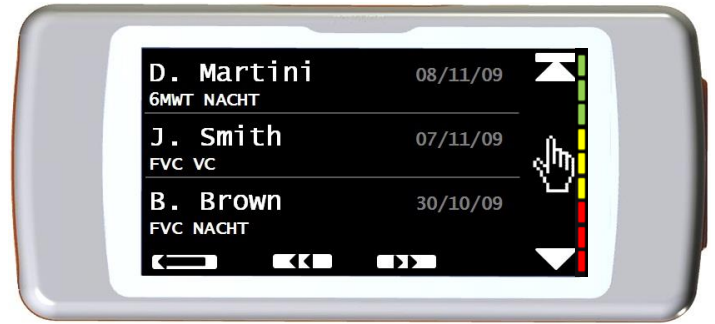 D. Martini 08/11/09
6MWT NACHT
J. Smith 07/11/09
FVC VC
B. Brown 30/10/09
FVC NACHT